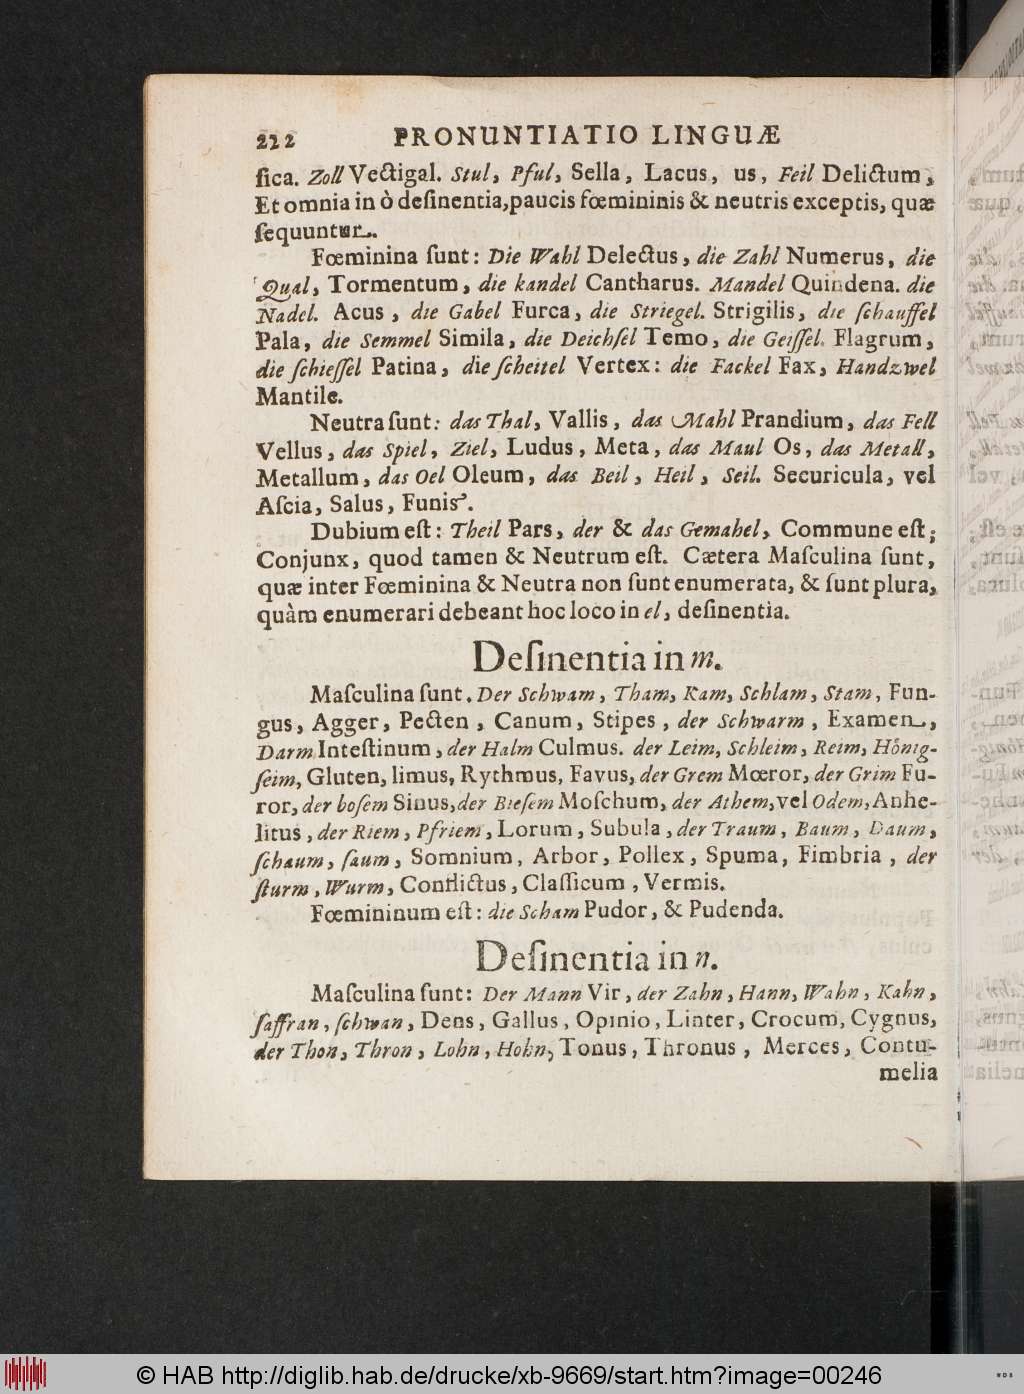 222 PRONUNTIATIO LINGUÆ
ſica. Zoll Vectigal. Stul, Pful, Sella, Lacus, us, Feil Delictum;
Et omnia in ò deſinentia, paucis fœmininis & neutris exceptis, quæ
ſequuntur.
Fœminina ſunt: Die Wahl Delectus, die Zahl Numerus, die
Qual, Tormentum, die kandel Cantharus. Mandel Quindena. die
Nadel. Acus, die Gabel Furca, die Striegel. Strigilis, die ſchauffel
Pala, die Semmel Simila, die Deichſel Temo, die Geiſſel. Flagrum,
die ſchieſſel Patina, die ſcheitel Vertex: die Fackel Fax, Handzwel
Mantile.
Neutra ſunt: das Thal, Vallis, das Mahl Prandium, das Fell
Vellus, das Spiel, Ziel, Ludus, Meta, das Maul Os, das Metall,
Metallum, das Oel Oleum, das Beil, Heil, Seil. Securicula, vel
Aſcia, Salus, Funis.
Dubium eſt: Theil Pars, der & das Gemahel, Commune eſt;
Conjunx, quod tamen & Neutrum eſt. Cætera Maſculina ſunt,
quæ inter Fœminina & Neutra non ſunt enumerata, & ſunt plura,
quàm enumerari debeant hoc loco in el, deſinentia.
Deſinentia in m.
Maſculina ſunt. Der Schwam, Tham, Kam, Schlam, Stam, Fun-
gus, Agger, Pecten, Canum, Stipes, der Schwarm, Examen,
Darm Inteſtinum, der Halm Culmus. der Leim, Schleim, Reim, Hönig-
ſeim, Gluten, limus, Rythmus, Favus, der Grem Mœror, der Grim Fu-
ror, der boſem Sinus, der Bieſem Moſchum, der Athem, vel Odem, Anhe-
litus, der Riem, Pfriem, Lorum, Subula, der Traum, Baum, Daum,
ſchaum, ſaum, Somnium, Arbor, Pollex, Spuma, Fimbria, der
ſturm, Wurm, Conflictus, Claſſicum, Vermis.
Fœmininum eſt: die Scham Pudor, & Pudenda.
Deſinentia in n.
Maſculina ſunt: Der Mann Vir, der Zahn, Hann, Wahn, Kahn,
ſaffran, ſchwan, Dens, Gallus, Opinio, Linter, Crocum, Cygnus,
der Thon, Thron, Lohn, Hohn, Tonus, Thronus, Merces, Contu-
melia
© HAB http://diglib.hab.de/drucke/xb-9669/start.htm?image=00246